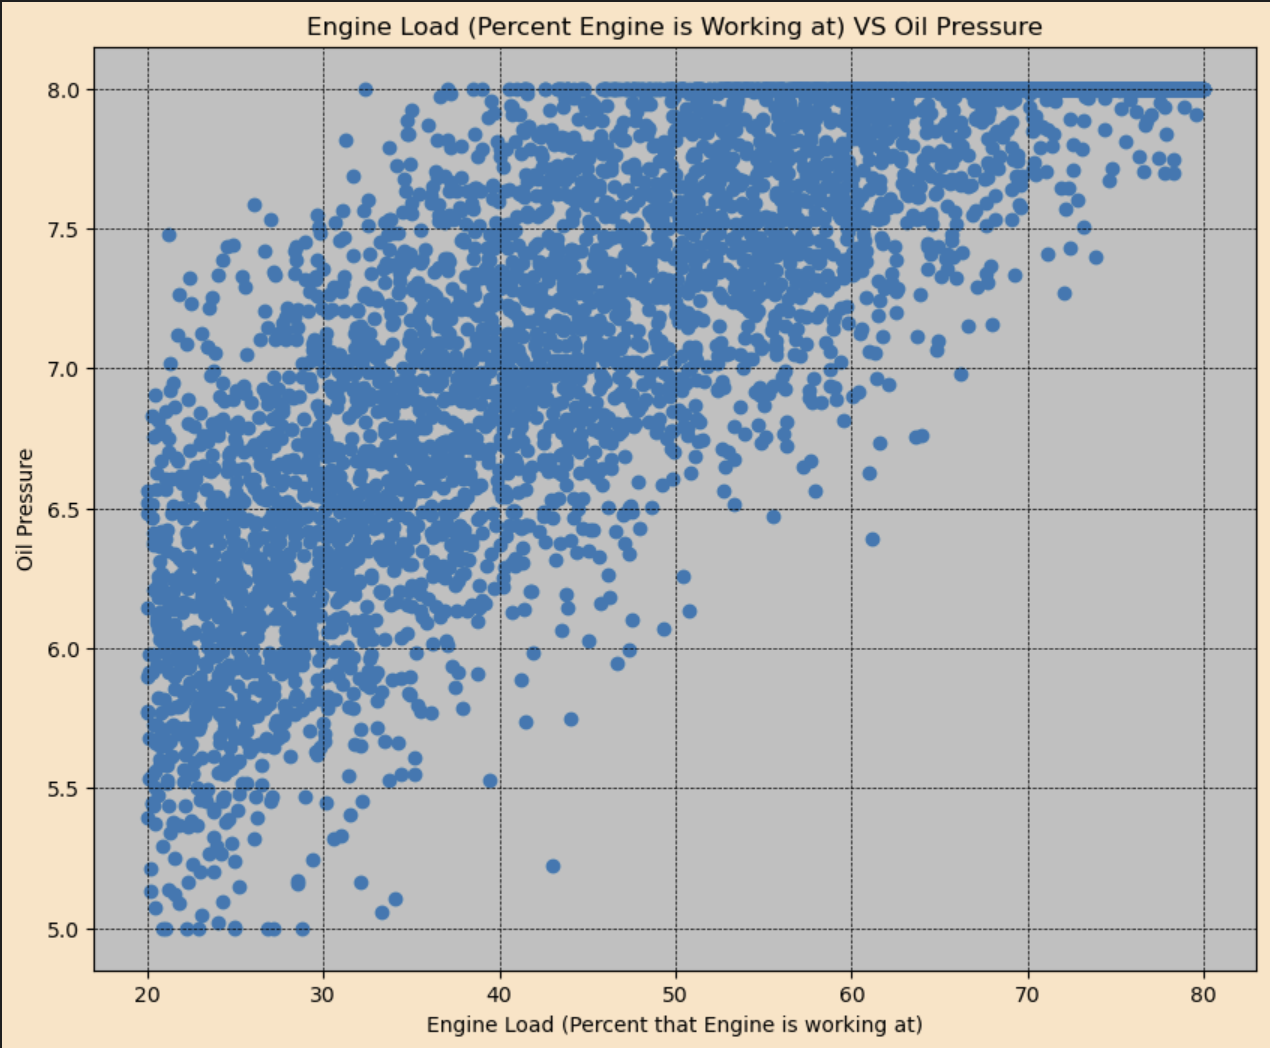 Engine Load (Percent Engine is Working at) VS Oil Pressure
8.0
7.5
7.0
6.5
6.0
5.5
5.0
Oil Pressure
20 30 40 50 60 70 80
Engine Load (Percent that Engine is working at)